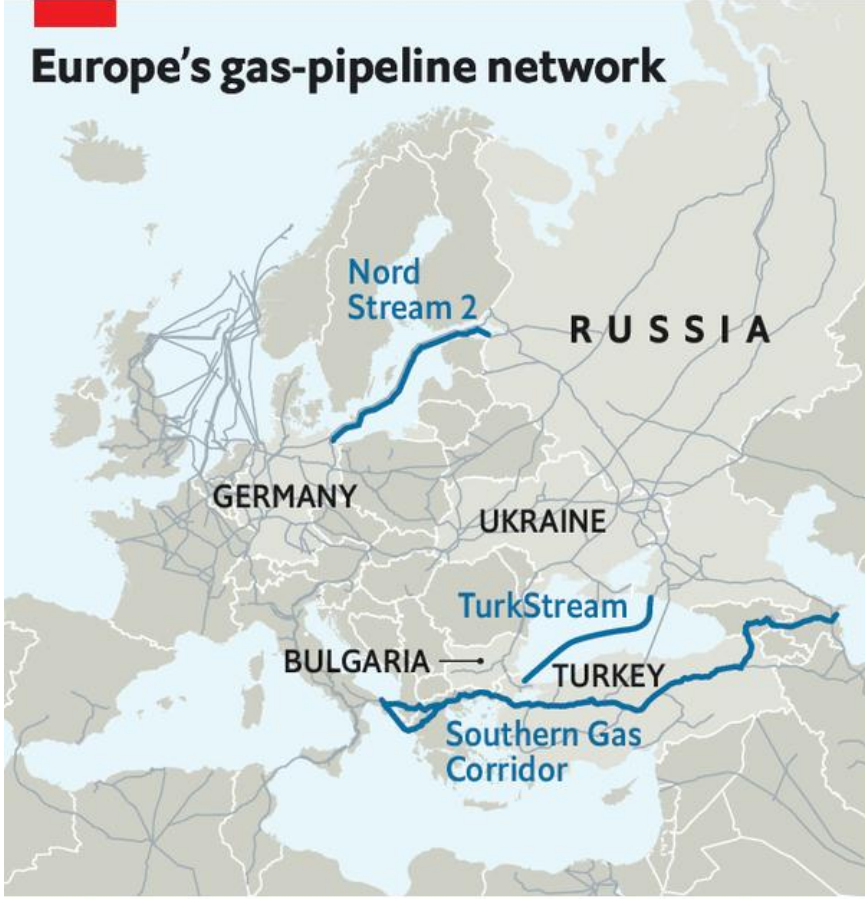 Europe's gas-pipeline network
Nord
Stream 2
RUSSIA
GERMANY
UKRAINE
TurkStream
BULGARIA
TURKEY
Southern Gas
Corridor